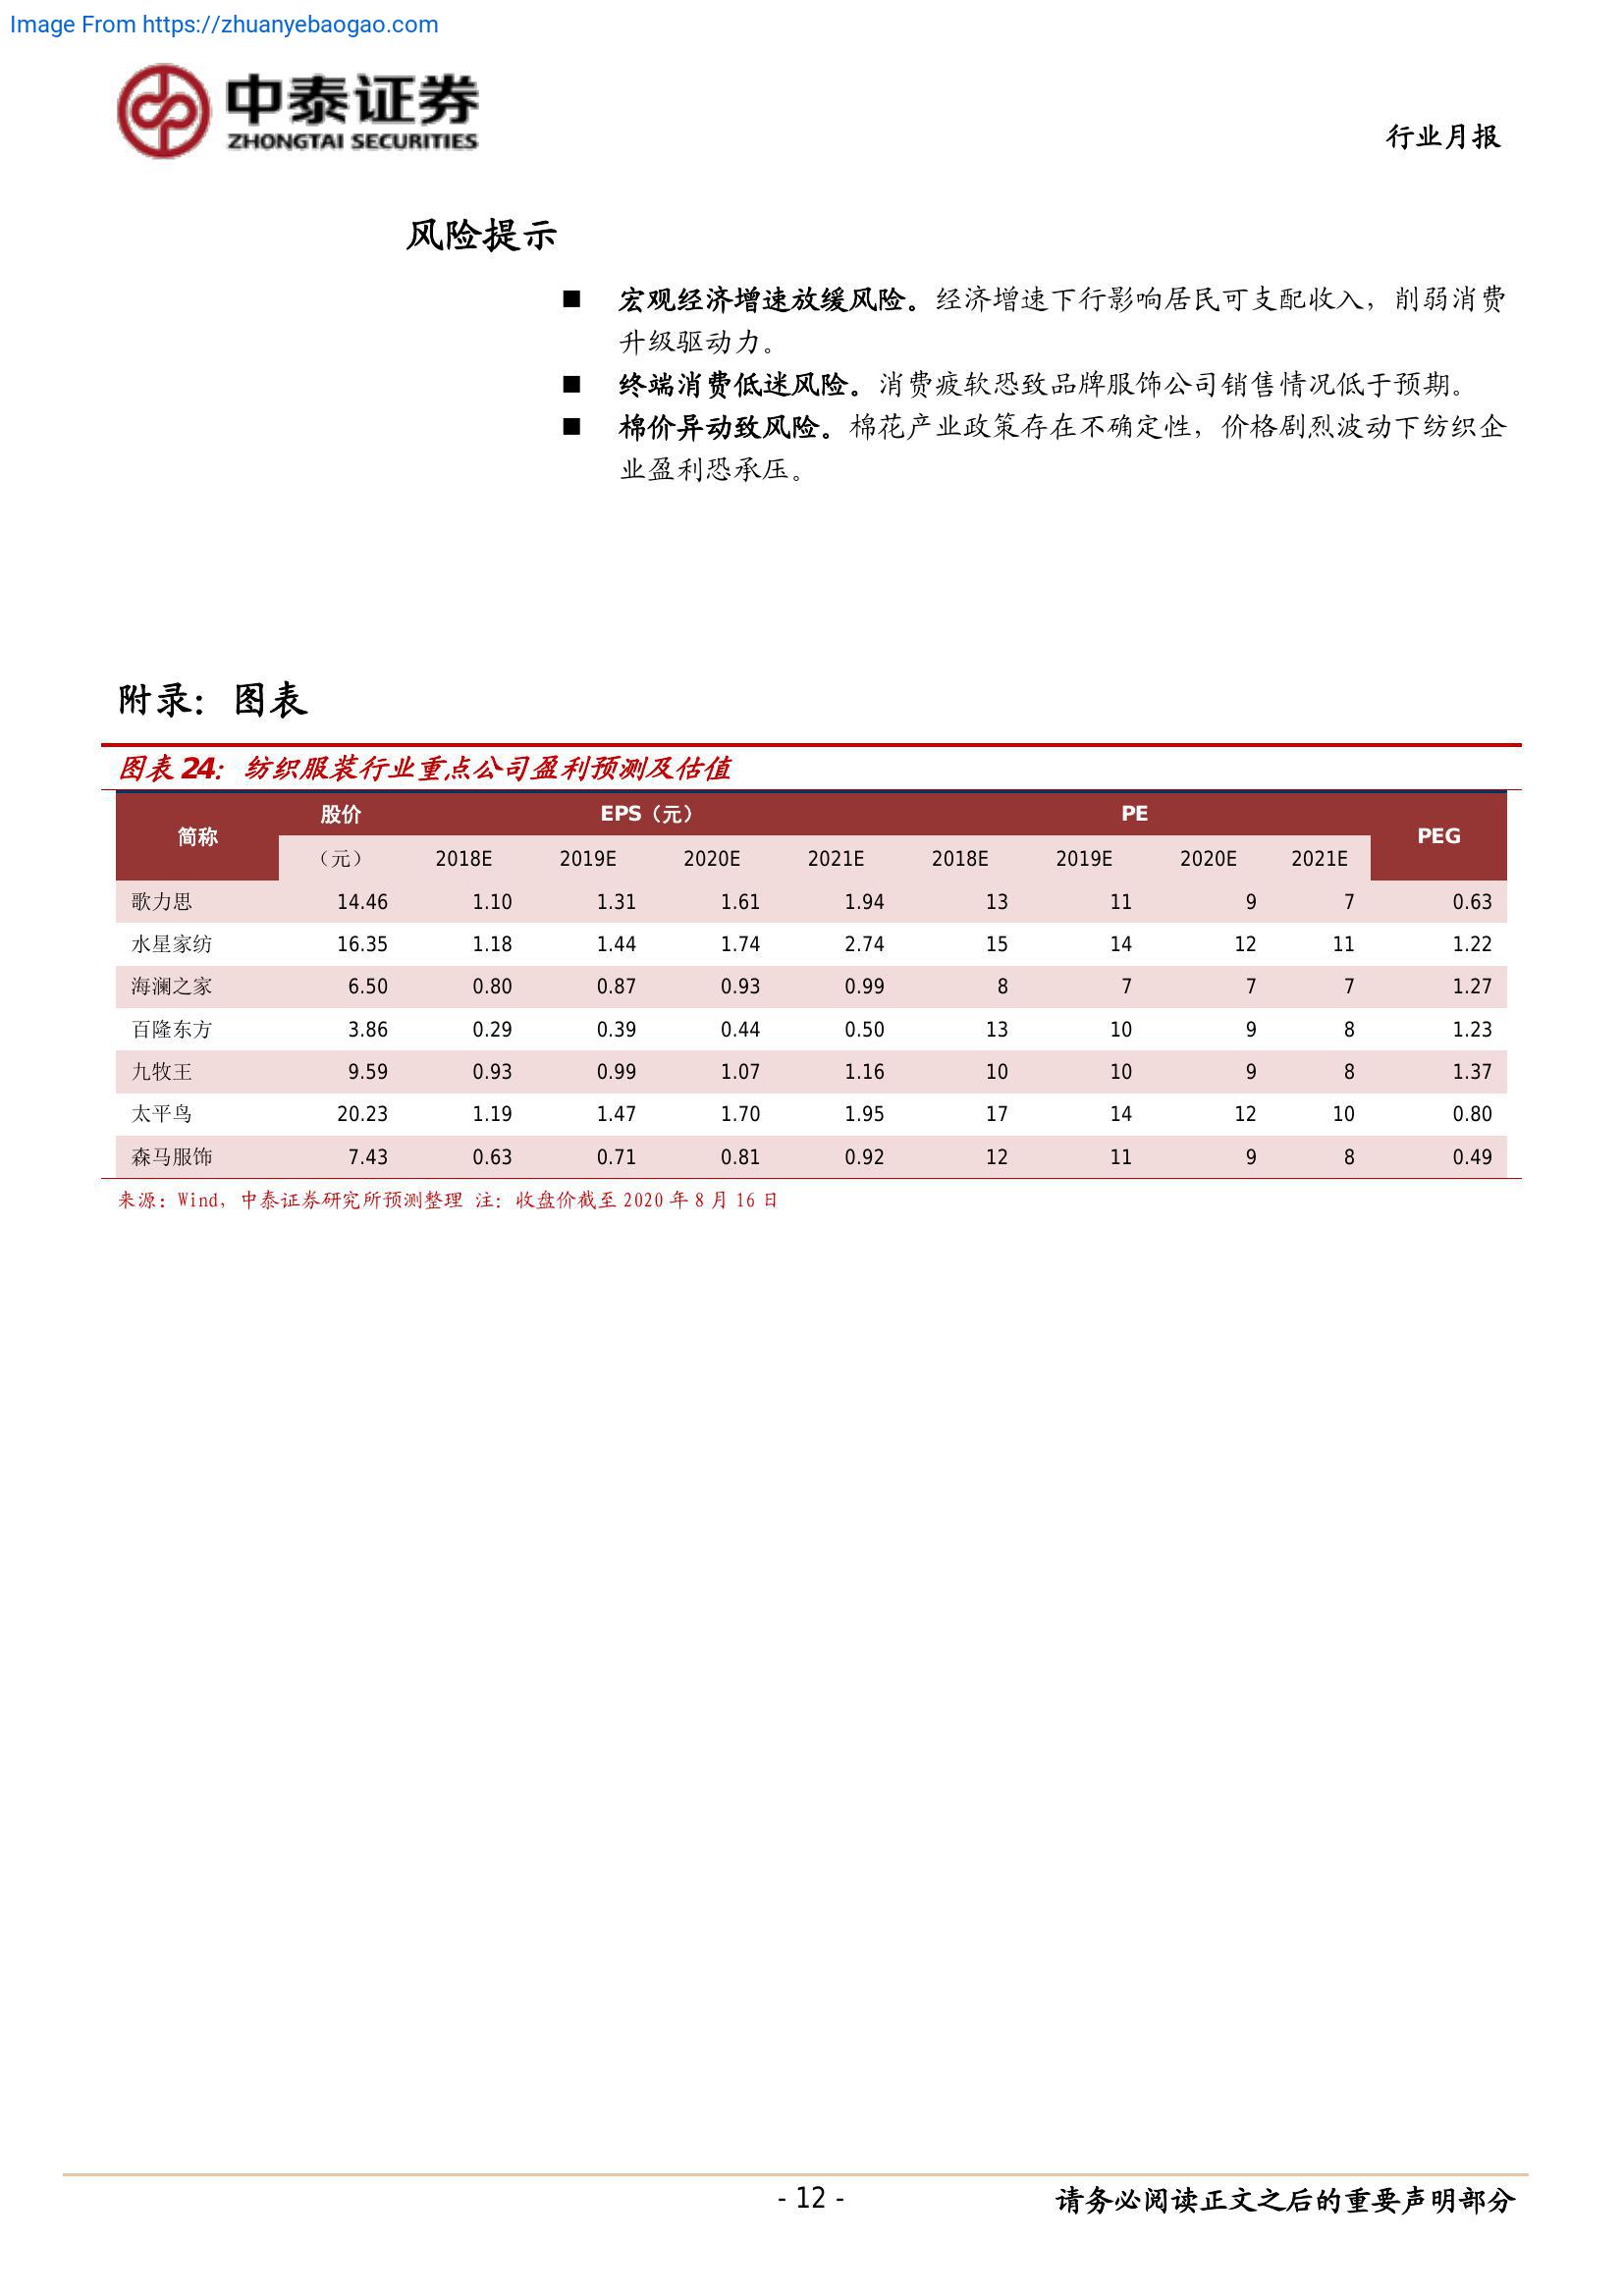 Image From https://zhuanyebaogao.com
中泰证券
ZHONGTAI SECURITIES
行业月报
风险提示
■ 宏观经济增速放缓风险。经济增速下行影响居民可支配收入，削弱消费
升级驱动力。
■ 终端消费低迷风险。消费疲软恐致品牌服饰公司销售情况低于预期。
■ 棉价异动致风险。棉花产业政策存在不确定性，价格剧烈波动下纺织企
业盈利恐承压。
附录：图表
图表 24：纺织服装行业重点公司盈利预测及估值
简称 股价 EPS（元） PE PEG
（元） 2018E 2019E 2020E 2021E 2018E 2019E 2020E 2021E
歌力思 14.46 1.10 1.31 1.61 1.94 13 11 9 7 0.63
水星家纺 16.35 1.18 1.44 1.74 2.74 15 14 12 11 1.22
海澜之家 6.50 0.80 0.87 0.93 0.99 8 7 7 7 1.27
百隆东方 3.86 0.29 0.39 0.44 0.50 13 10 9 8 1.23
九牧王 9.59 0.93 0.99 1.07 1.16 10 10 9 8 1.37
太平鸟 20.23 1.19 1.47 1.70 1.95 17 14 12 10 0.80
森马服饰 7.43 0.63 0.71 0.81 0.92 12 11 9 8 0.49
来源：Wind，中泰证券研究所预测整理 注：收盘价截至 2020 年 8 月 16 日
- 12 -
请务必阅读正文之后的重要声明部分